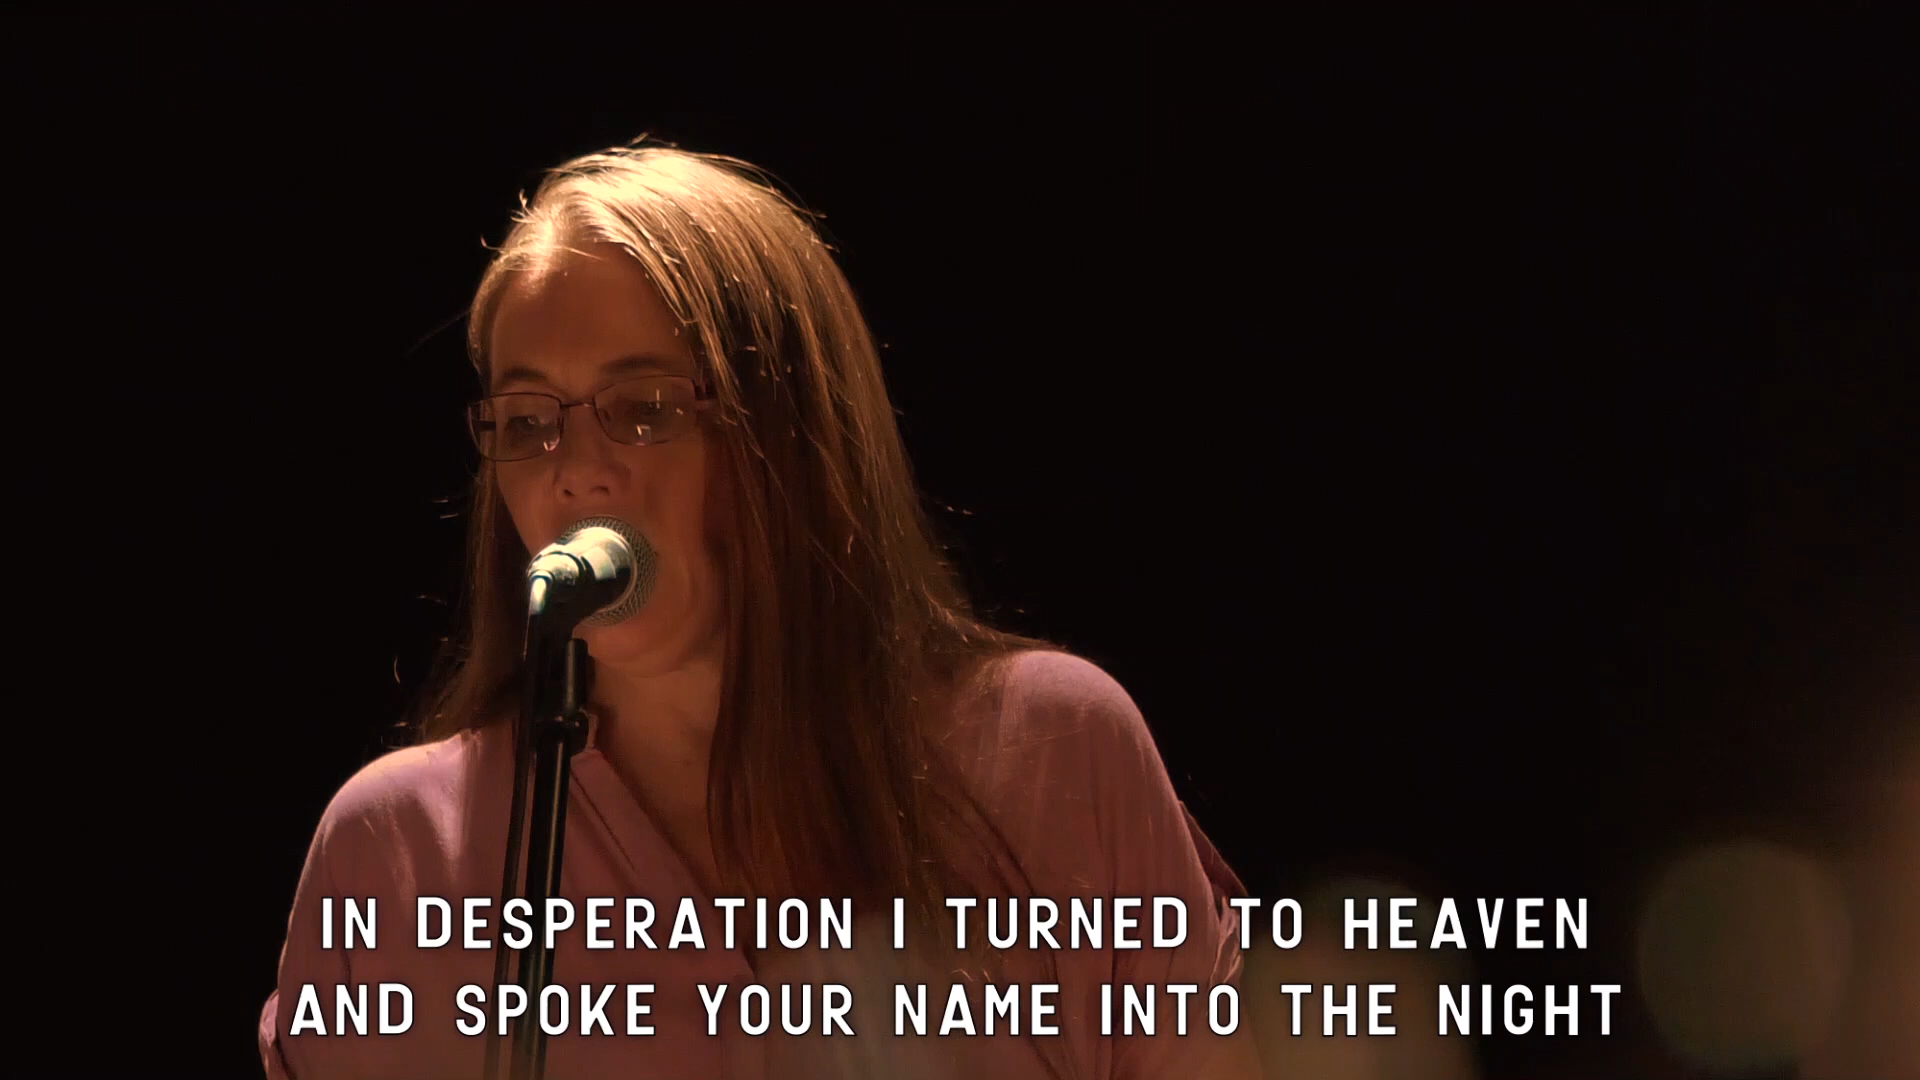 IN DESPERATION I TURNED TO HEAVEN
AND SPOKE YOUR NAME INTO THE NIGHT